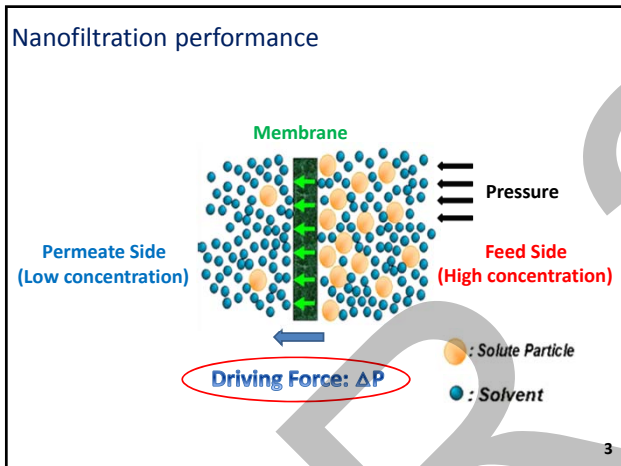 Nanofiltration performance
Membrane
Pressure
Permeate Side
(Low concentration)
Feed Side
(High concentration)
Driving Force: ΔP
: Solute Particle
: Solvent
3